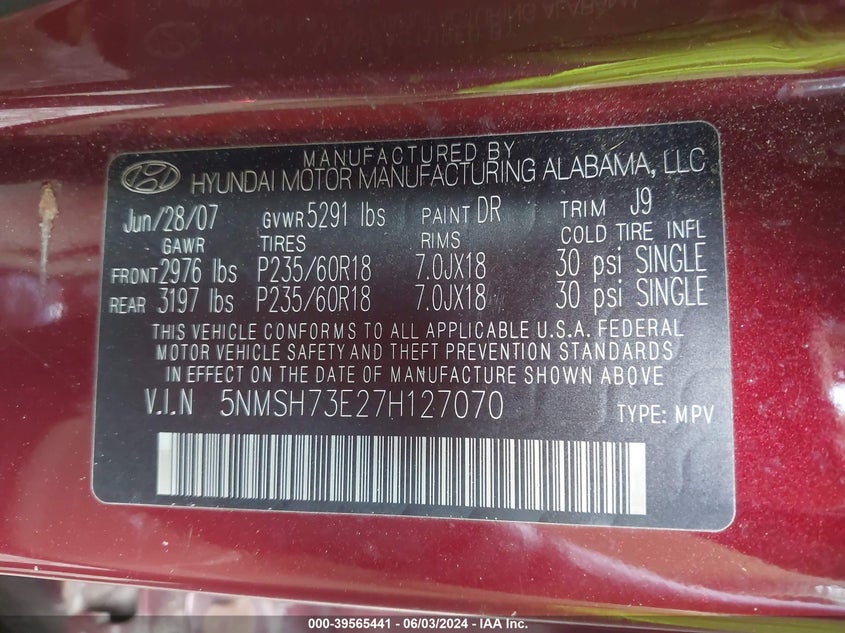 MANUFACTURED BY
HYUNDAI MOTOR MANUFACTURING ALABAMA, LLC
Jun/28/07 GVWR 5291 lbs PAINT DR TRIM J9
GAWR TIRES RIMS COLD TIRE INFL
FRONT 2976 lbs P235/60R18 7.0JX18 30 psi SINGLE
REAR 3197 lbs P235/60R18 7.0JX18 30 psi SINGLE
THIS VEHICLE CONFORMS TO ALL APPLICABLE U.S.A. FEDERAL
MOTOR VEHICLE SAFETY AND THEFT PREVENTION STANDARDS
IN EFFECT ON THE DATE OF MANUFACTURE SHOWN ABOVE
V.I.N 5NMSH73E27H127070 TYPE: MPV
000-39565441 - 06/03/2024 - IAA Inc.